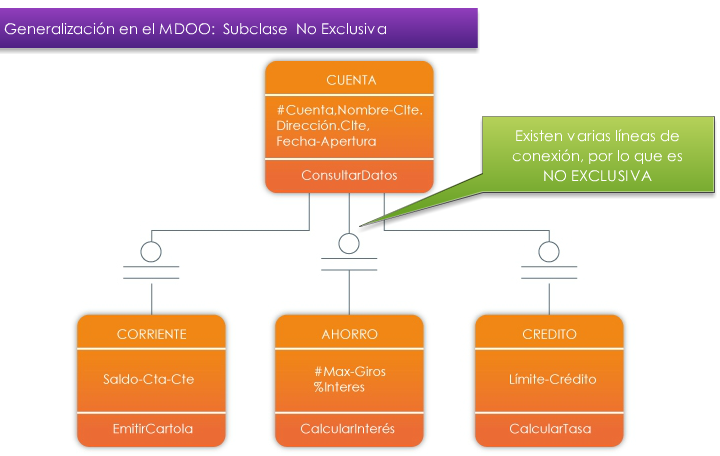 Generalización en el MDOO: Subclase No Exclusiva
CUENTA
#Cuenta,Nombre-Clte.
Dirección.Clte,
Fecha-Apertura
ConsultarDatos
Existen varias líneas de
conexión, por lo que es
NO EXCLUSIVA
CORRIENTE
Saldo-Cta-Cte
EmitirCartola
AHORRO
#Max-Giros
%Interes
CalcularInterés
CREDITO
Límite-Crédito
CalcularTasa